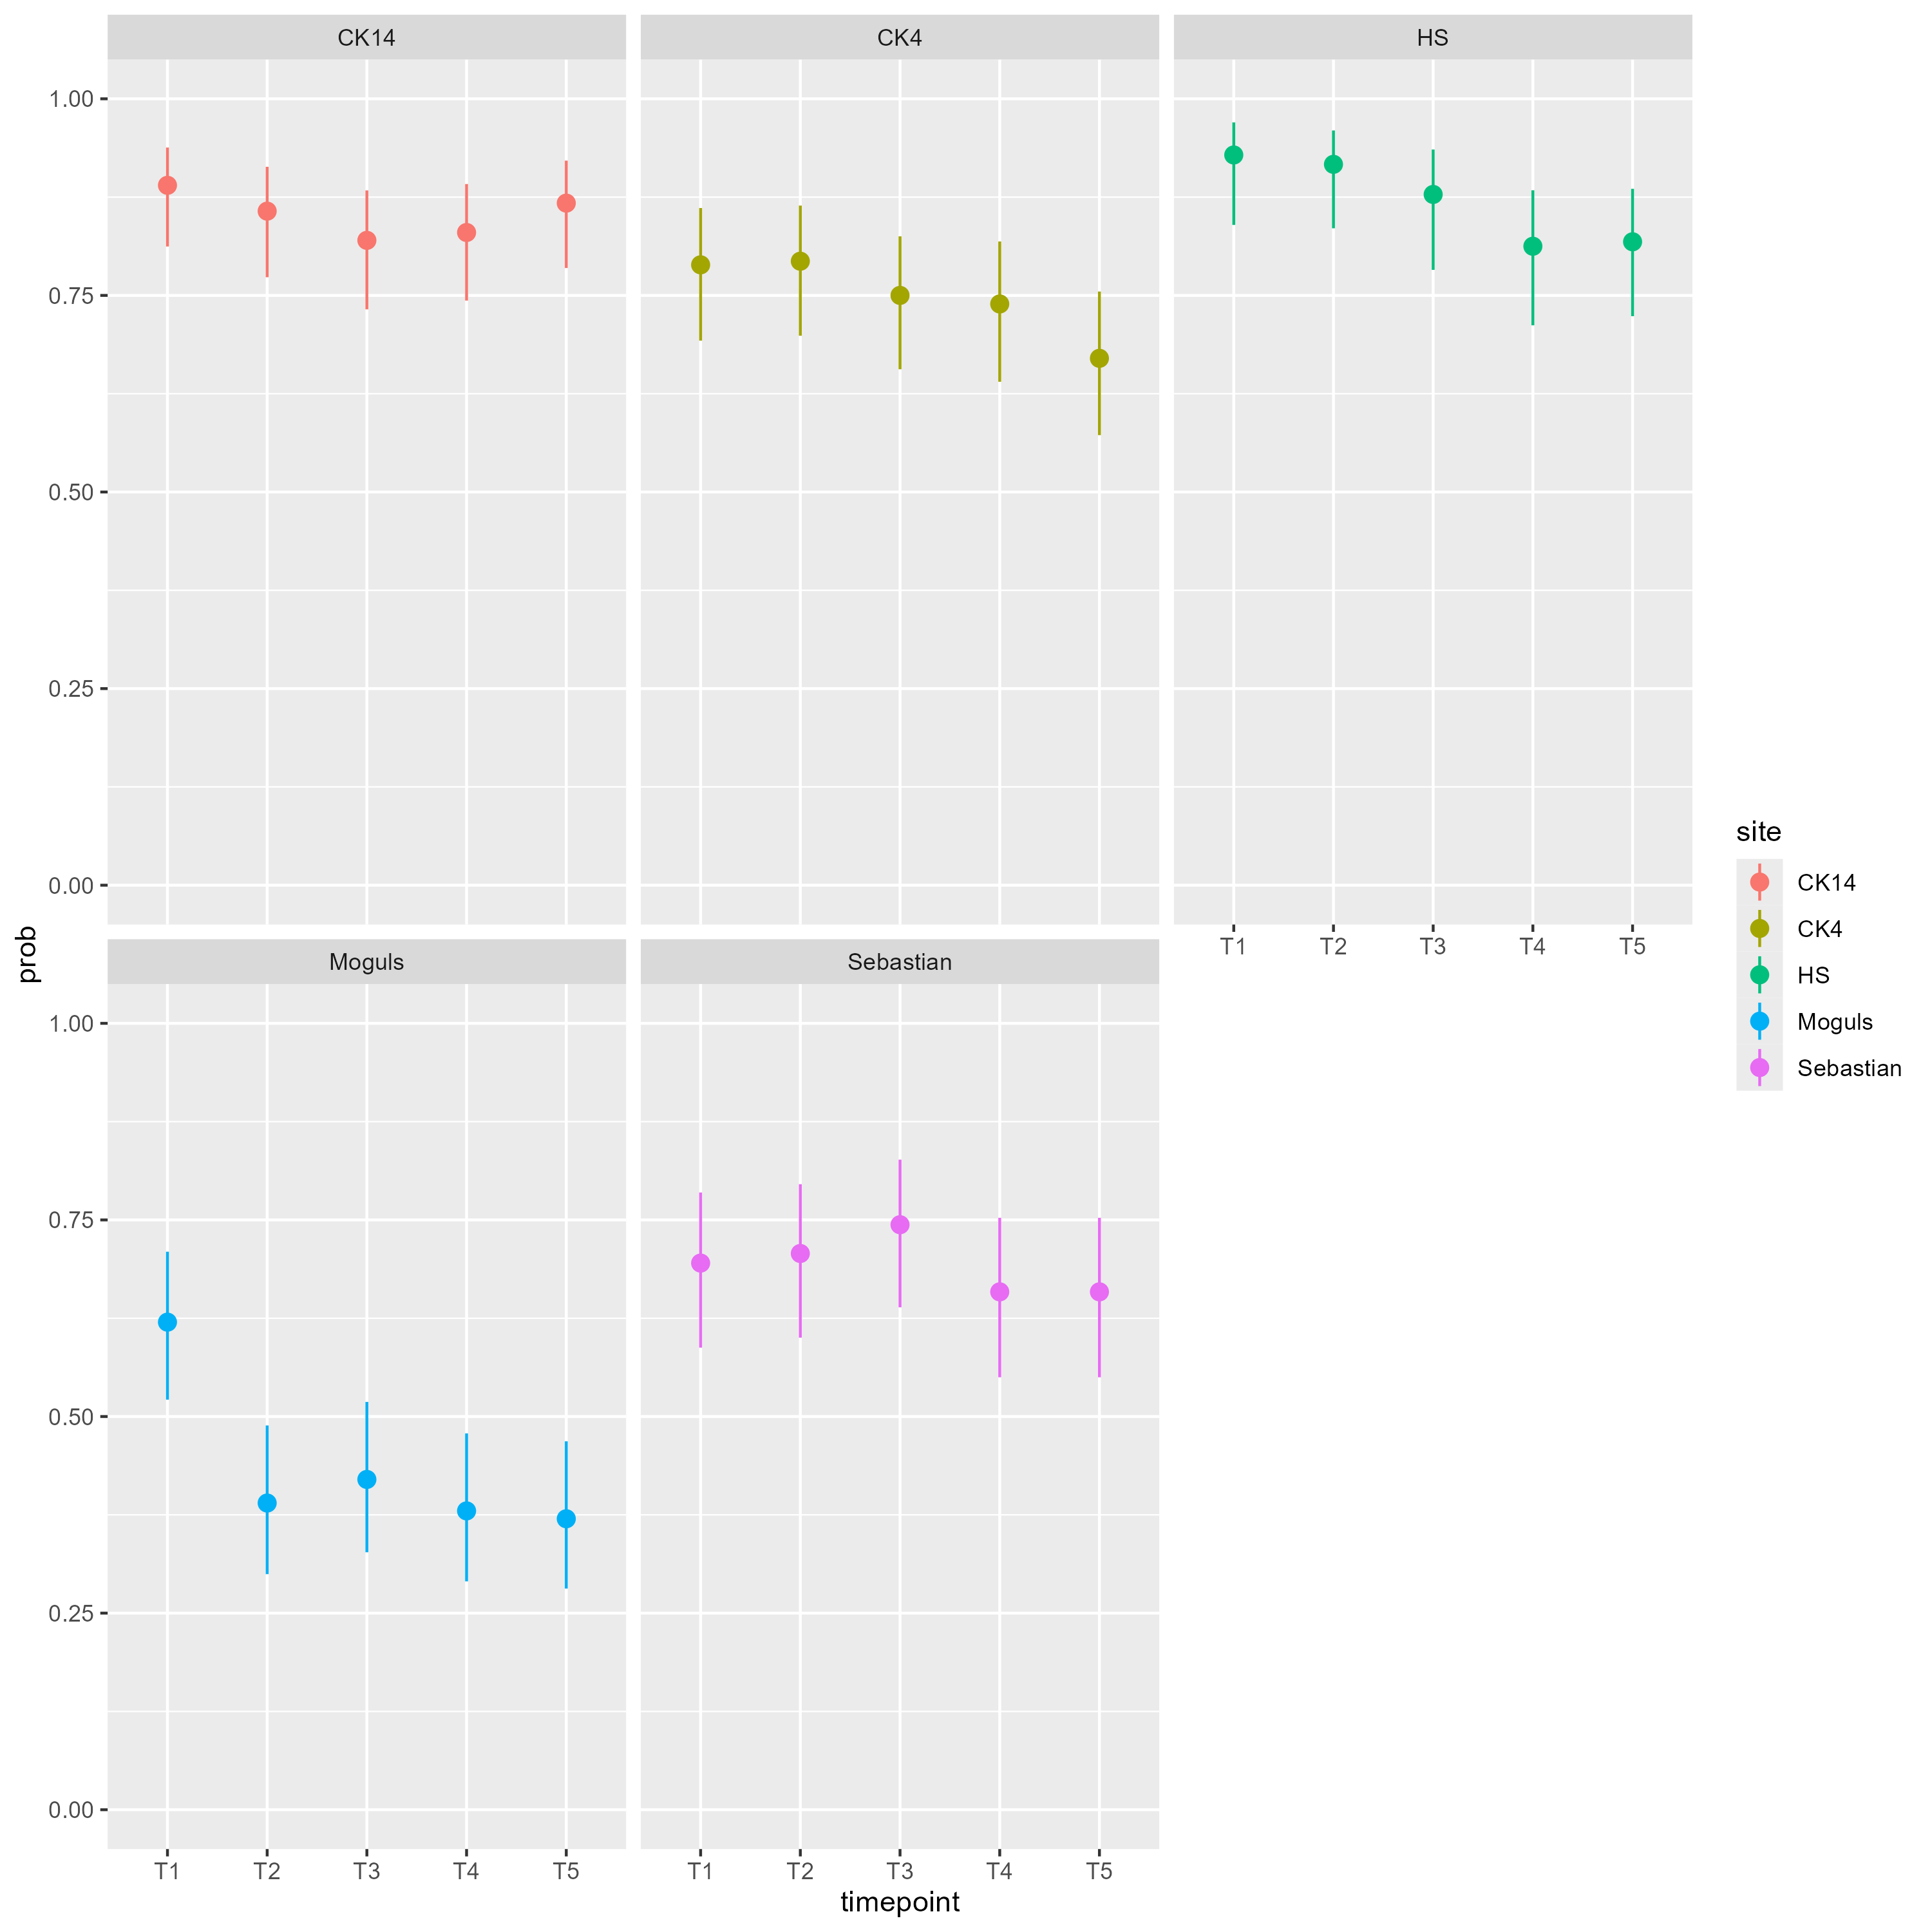 CK14 CK4 HS
1.00
0.75
0.50
0.25
0.00
T1 T2 T3 T4 T5
prob
Moguls Sebastian
1.00
0.75
0.50
0.25
0.00
T1 T2 T3 T4 T5 T1 T2 T3 T4 T5
timepoint
site
CK14
CK4
HS
Moguls
Sebastian